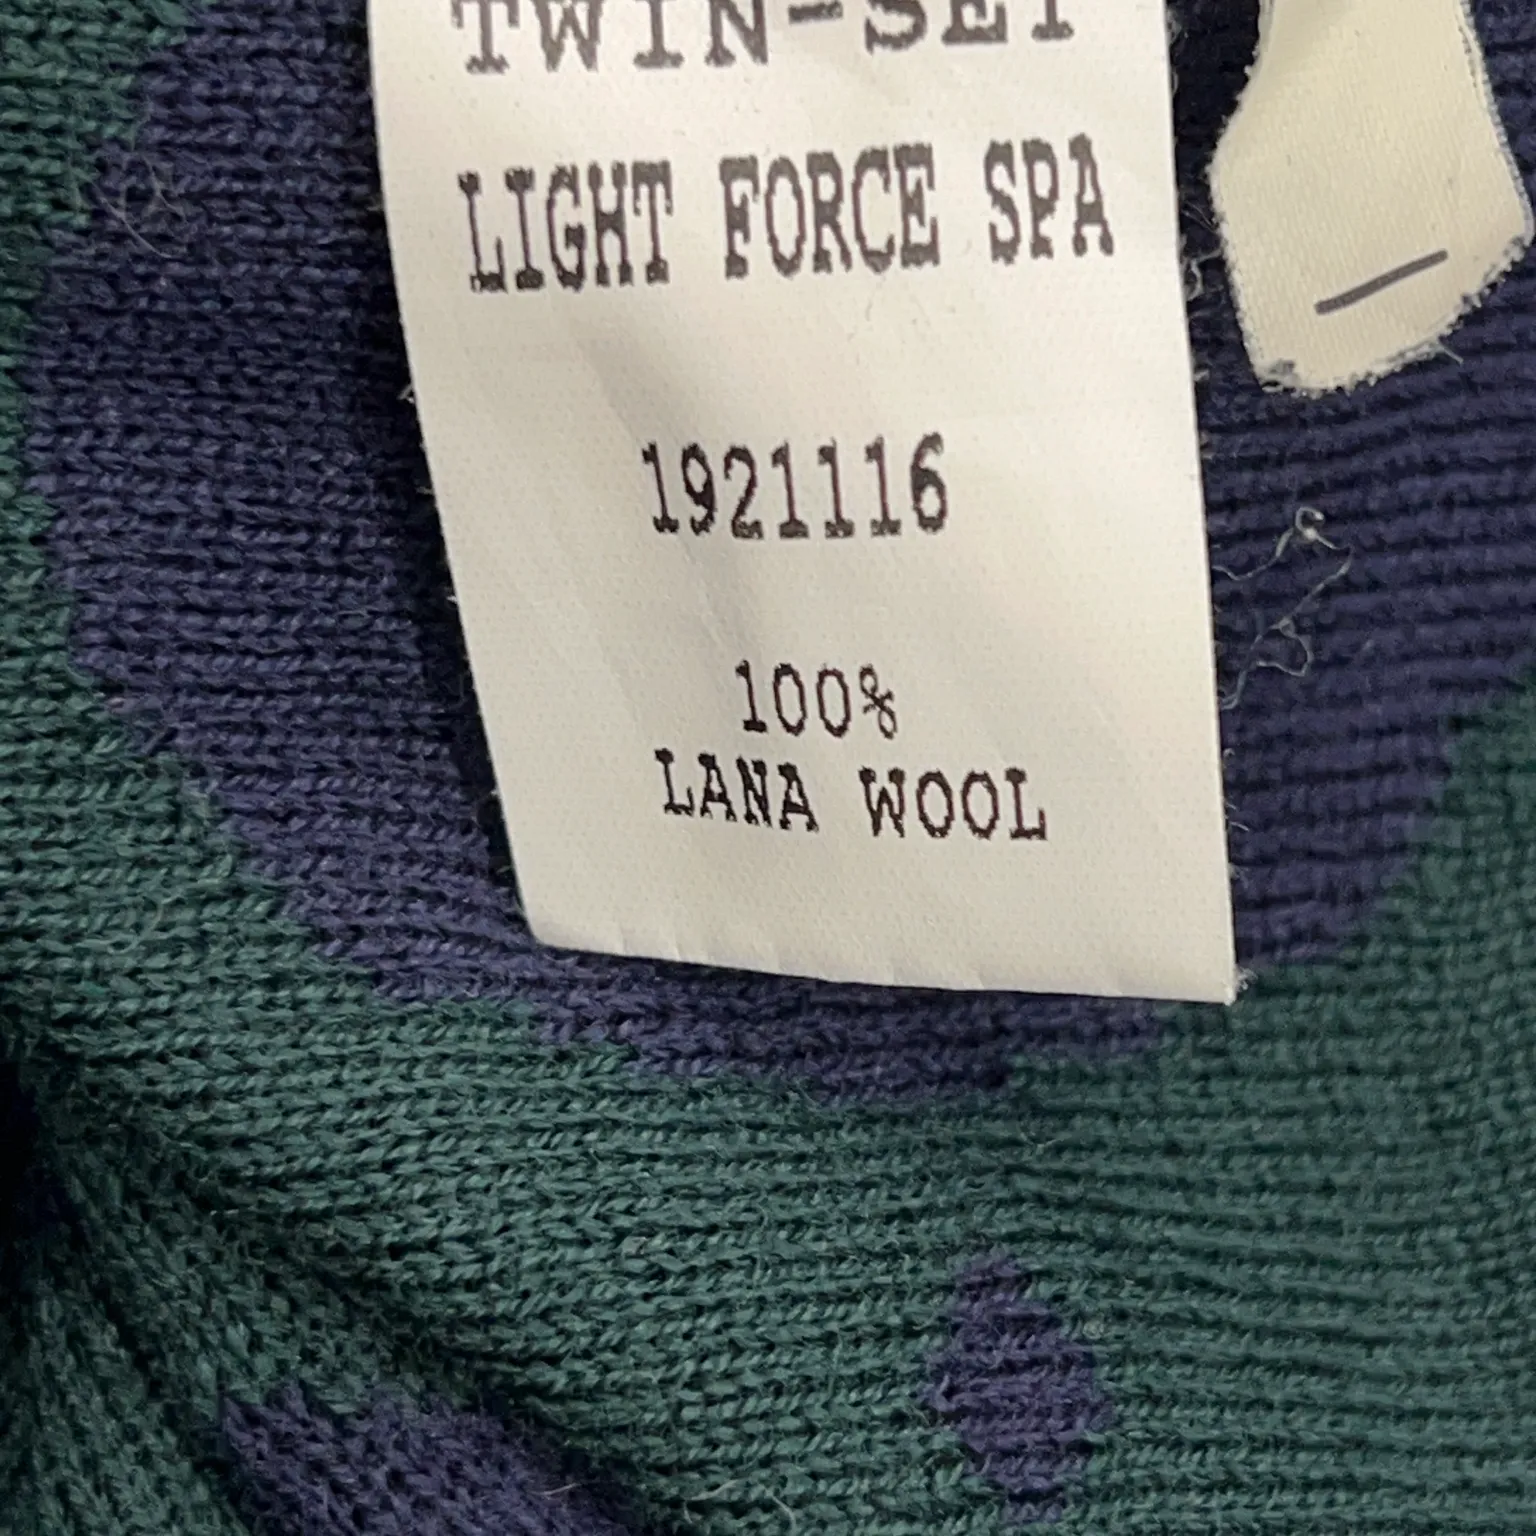 TWIN-SET
LIGHT FORCE SPA
1921116
100%
LANA WOOL